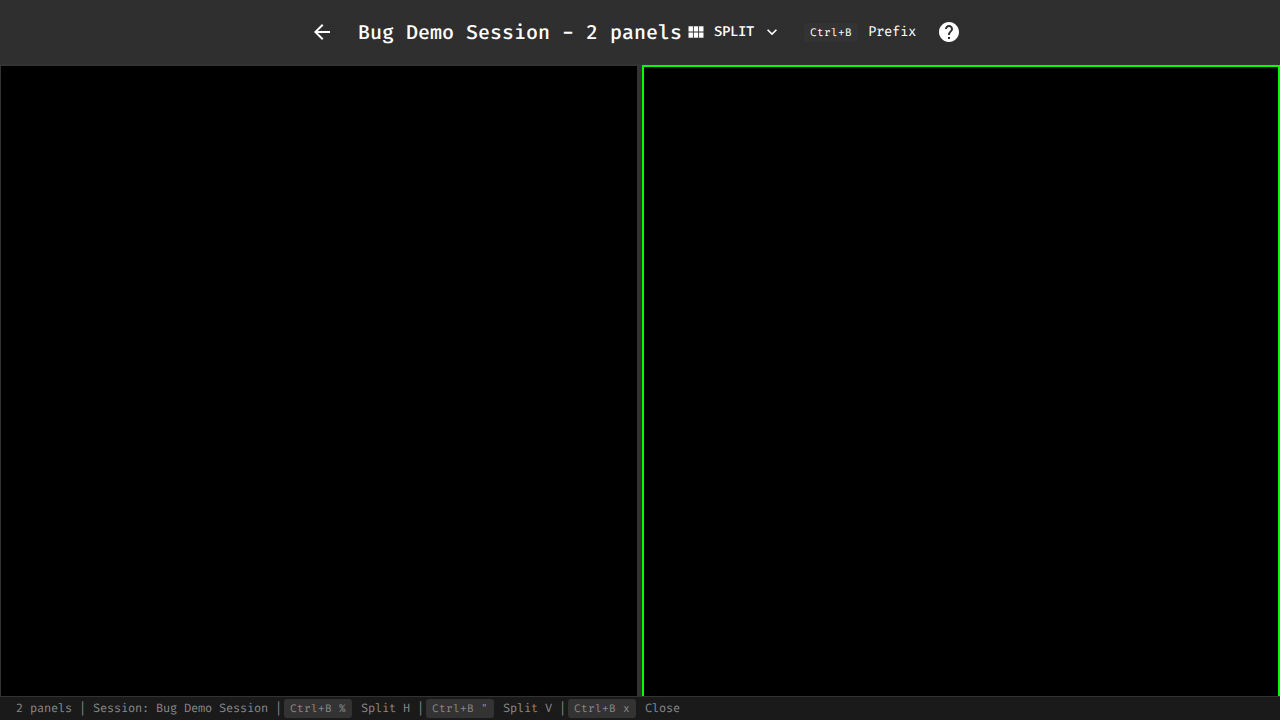 Bug Demo Session - 2 panels SPLIT Ctrl+B Prefix
2 panels | Session: Bug Demo Session | Ctrl+B % Split H | Ctrl+B " Split V | Ctrl+B x Close